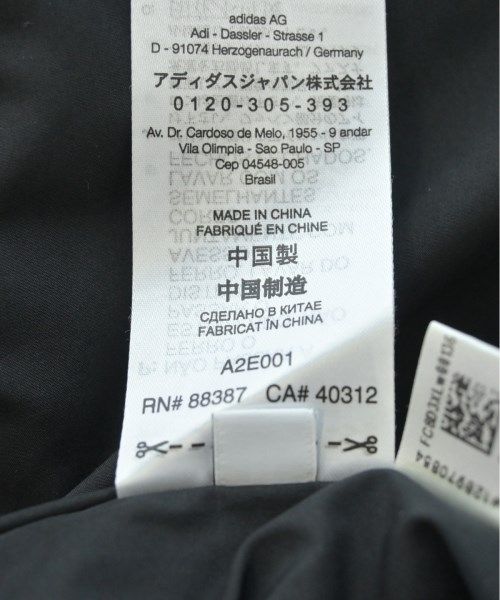 adidas AG
Adi - Dassler - Strasse 1
D - 91074 Herzogenaurach / Germany
アディダスジャパン株式会社
0120-305-393
Av. Dr. Cardoso de Melo, 1955 - 9 andar
Vila Olimpia - Sao Paulo - SP
Cep 04548-005
Brasil
MADE IN CHINA
FABRIQUÉ EN CHINE
中国製
中国制造
СДЕЛАНО В КИТАЕ
FABRICAT ÎN CHINA
A2E001
RN# 88387 CA# 40312